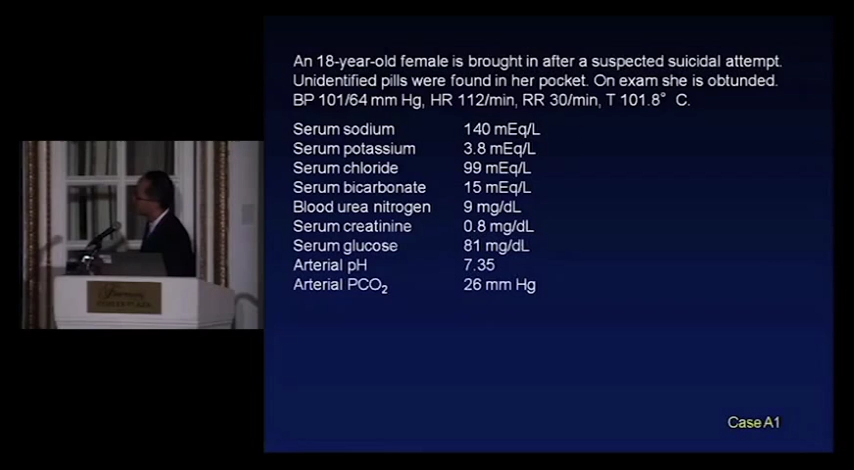 An 18-year-old female is brought in after a suspected suicidal attempt.
Unidentified pills were found in her pocket. On exam she is obtunded.
BP 101/64 mm Hg, HR 112/min, RR 30/min, T 101.8° C.
Serum sodium 140 mEq/L
Serum potassium 3.8 mEq/L
Serum chloride 99 mEq/L
Serum bicarbonate 15 mEq/L
Blood urea nitrogen 9 mg/dL
Serum creatinine 0.8 mg/dL
Serum glucose 81 mg/dL
Arterial pH 7.35
Arterial PCO₂ 26 mm Hg
Case A1